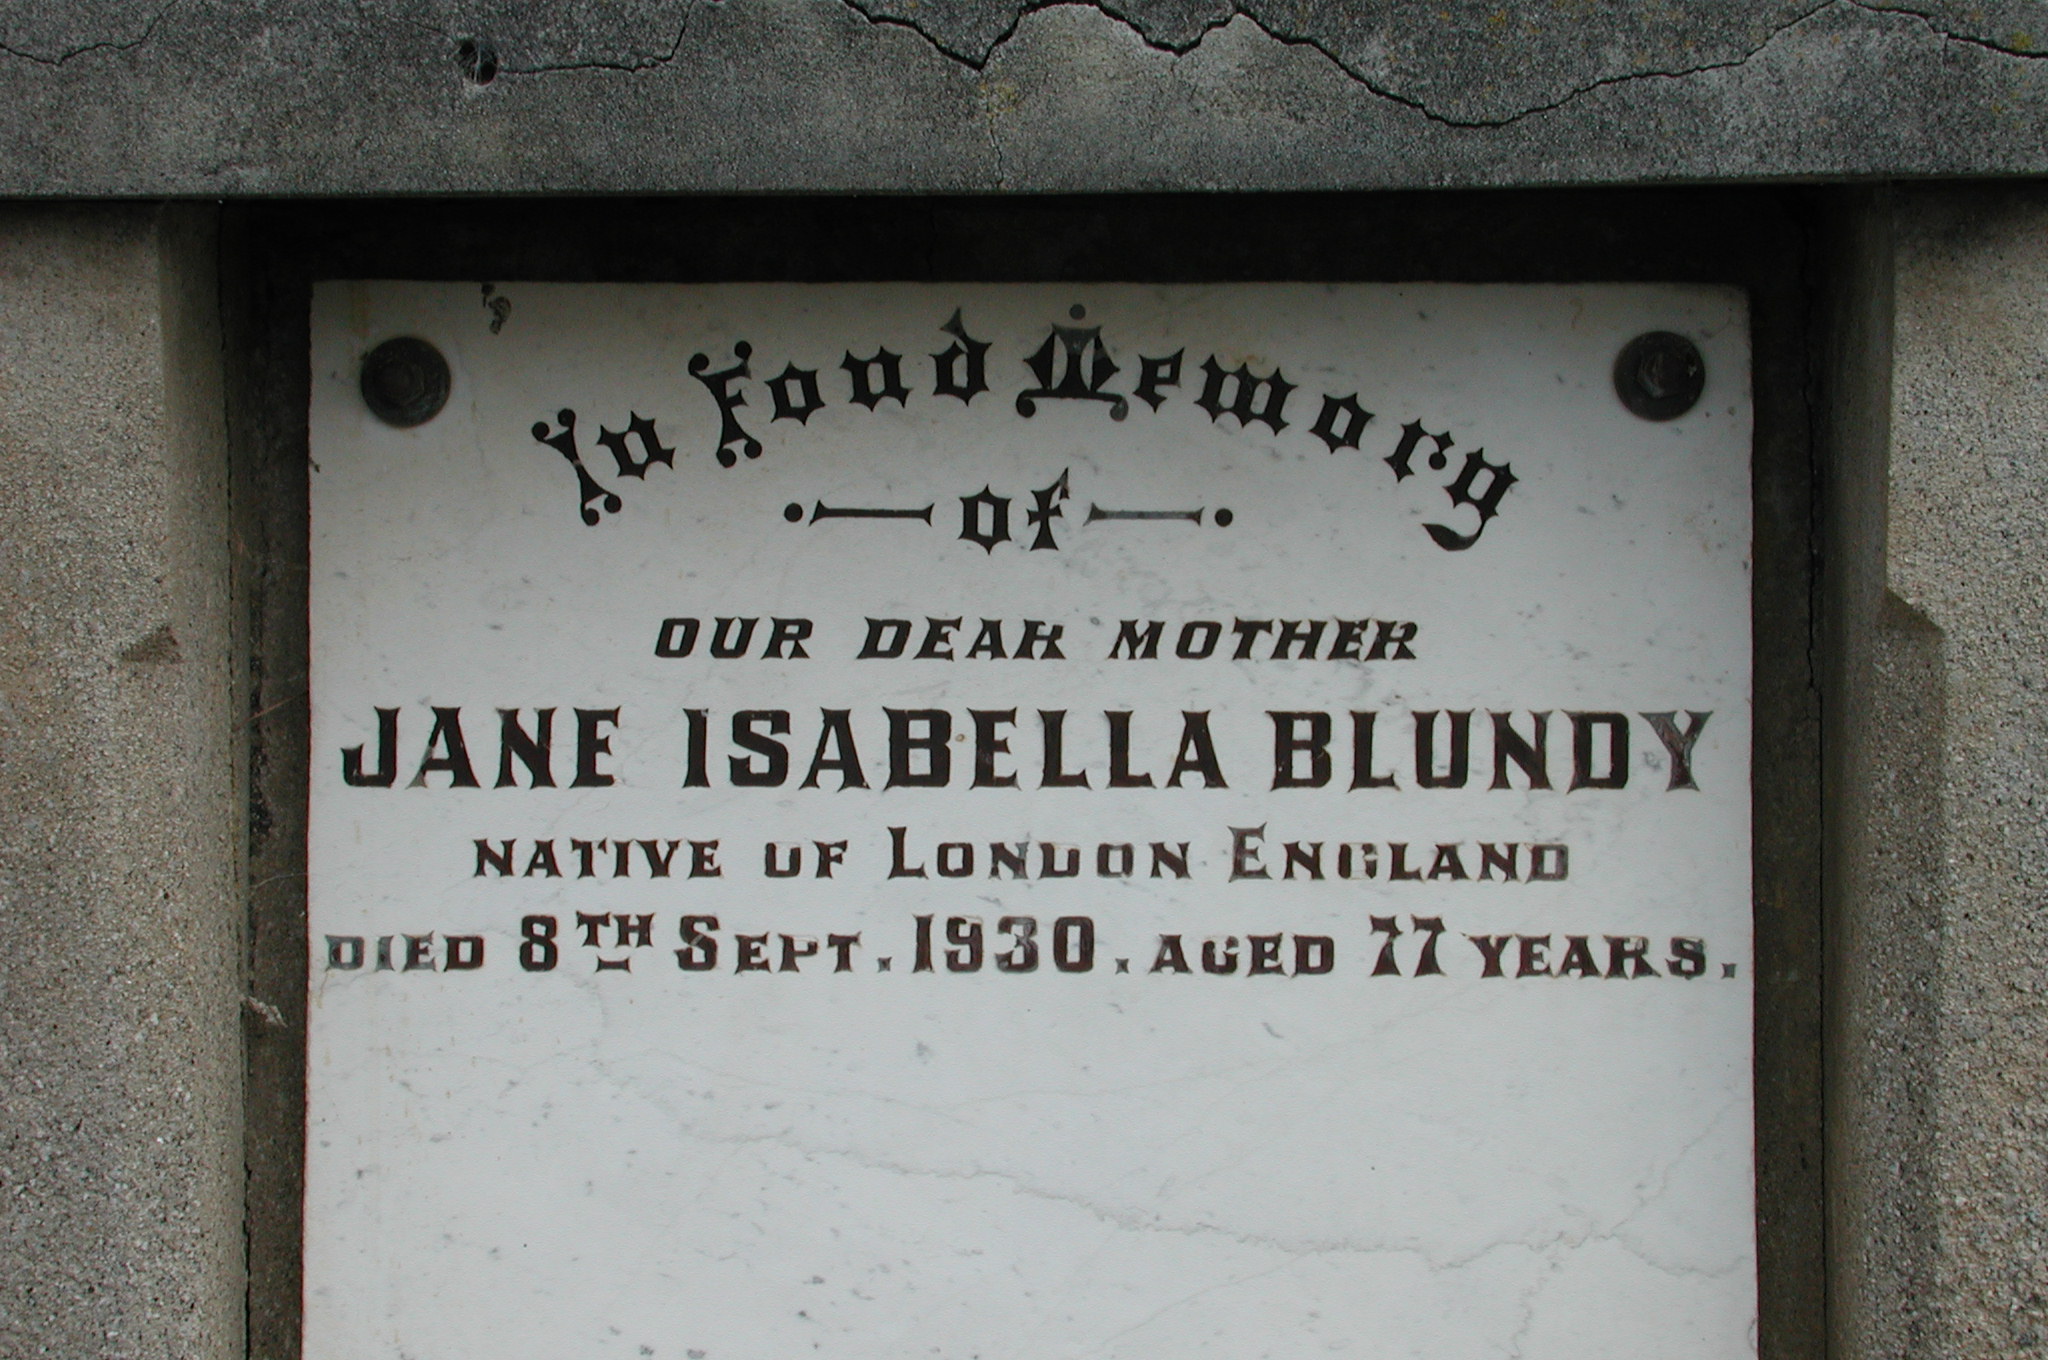 In Fond Memory
of
OUR DEAR MOTHER
JANE ISABELLA BLUNDY
NATIVE OF LONDON ENGLAND
DIED 8TH SEPT. 1930. AGED 77 YEARS.